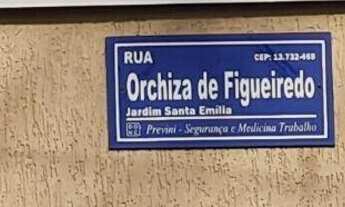 RUA CEP: 13.732-468
Orchiza de Figueiredo
Jardim Santa Emília
Previni - Segurança e Medicina Trabalho